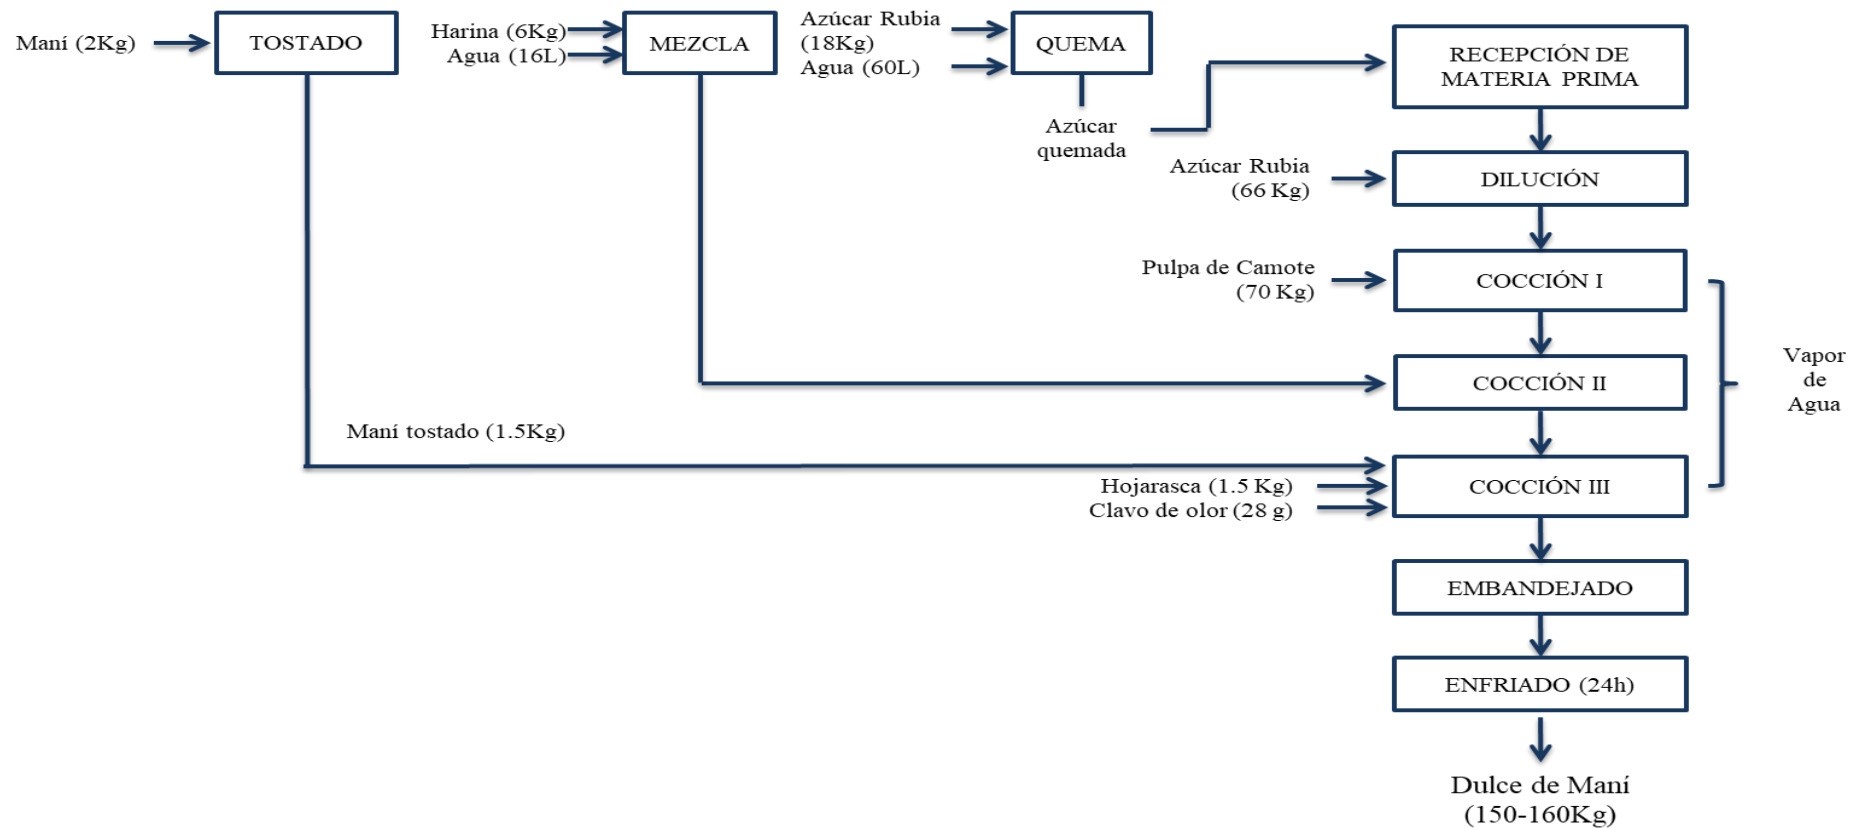 Maní (2Kg)
TOSTADO
Harina (6Kg)
Agua (16L)
MEZCLA
Azúcar Rubia
(18Kg)
Agua (60L)
QUEMA
Azúcar
quemada
RECEPCIÓN DE
MATERIA PRIMA
Azúcar Rubia
(66 Kg)
DILUCIÓN
Pulpa de Camote
(70 Kg)
COCCIÓN I
COCCIÓN II
Vapor
de
Agua
Maní tostado (1.5Kg)
Hojarasca (1.5 Kg)
Clavo de olor (28 g)
COCCIÓN III
EMBANDEJADO
ENFRIADO (24h)
Dulce de Maní
(150-160Kg)